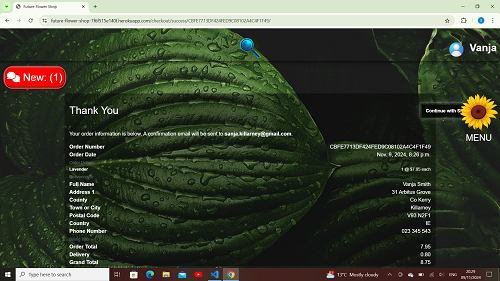 Future Flower Shop
future-flower-shop-1f6f515e140f.herokuapp.com/checkout/success/CBFE7713DF424FED9C08102A4C4F1F49/
Vanja
New: (1)
Thank You
Continue with
MENU
Your order information is below. A confirmation email will be sent to sanja.killarney@gmail.com.
Order Number CBFE7713DF424FED9C08102A4C4F1F49
Order Date Nov. 9, 2024, 8:26 p.m.
Lavender 1 @ $7.95 each
Full Name Vanja Smith
Address 1 31 Arbitus Grove
County Co Kerry
Town or City Killarney
Postal Code V93 N2F1
Country IE
Phone Number 023 345 543
Order Total 7.95
Delivery 0.80
Grand Total 8.75
Type here to search
13°C Mostly cloudy
20:29
09/11/2024